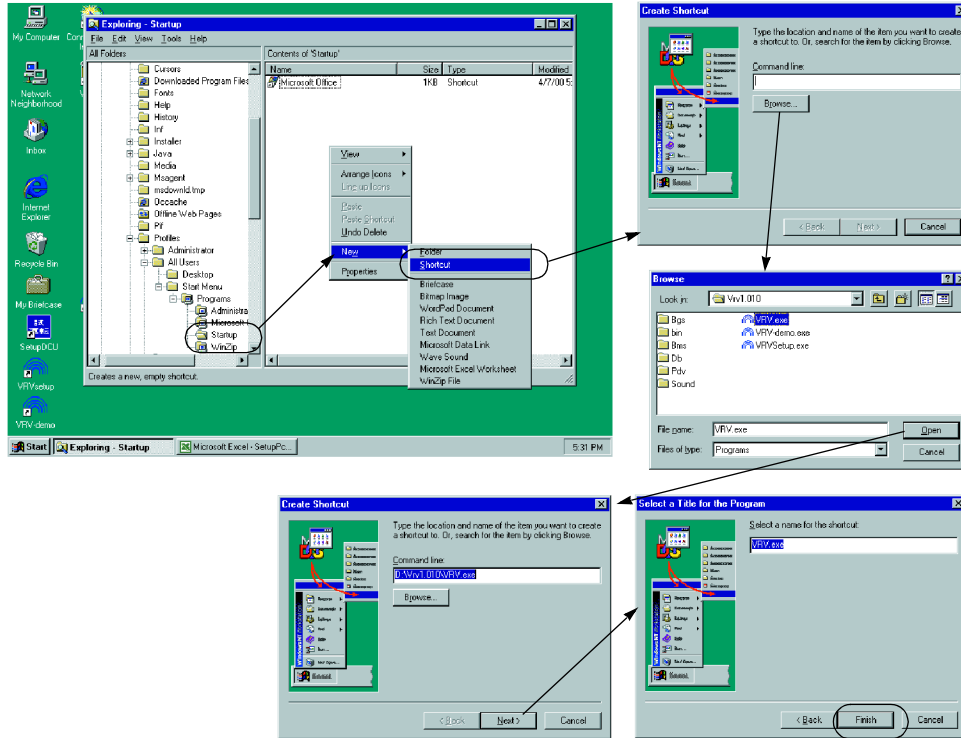 My Computer
Network
Neighborhood
Inbox
Internet
Explorer
Recycle Bin
My Briefcase
SetupDCU
VRVsetup
VRV-demo
Exploring - Startup
File Edit View Tools Help
All Folders
Contents of 'Startup'
Cursors
Downloaded Program Files
Fonts
Help
History
Inf
Installer
Java
Media
Msagent
msdownld.tmp
Occache
Offline Web Pages
Pif
Profiles
Administrator
All Users
Desktop
Start Menu
Programs
Administra
Microsoft
Startup
WinZip
Name Size Type Modified
Microsoft Office 1KB Shortcut 4/7/00 5:
View
Arrange Icons
Line up Icons
Paste
Paste Shortcut
Undo Delete
New
Properties
Folder
Shortcut
Briefcase
Bitmap Image
WordPad Document
Rich Text Document
Text Document
Microsoft Data Link
Wave Sound
Microsoft Excel Worksheet
WinZip File
Creates a new, empty shortcut.
Start Exploring - Startup Microsoft Excel - SetupPc... 5:31 PM
Create Shortcut
Type the location and name of the item you want to create
a shortcut to. Or, search for the item by clicking Browse.
Command line:
Browse...
< Back Next > Cancel
Browse
Look in: Vrv1.010
Bgs
bin
Bms
Db
Pdv
Sound
VRV.exe
VRV-demo.exe
VRVSetup.exe
File name: VRV.exe Open
Files of type: Programs Cancel
Create Shortcut
Type the location and name of the item you want to create
a shortcut to. Or, search for the item by clicking Browse.
Command line:
D:\Vrv1.010\VRV.exe
Browse...
< Back Next > Cancel
Select a Title for the Program
Select a name for the shortcut:
VRV.exe
< Back Finish Cancel